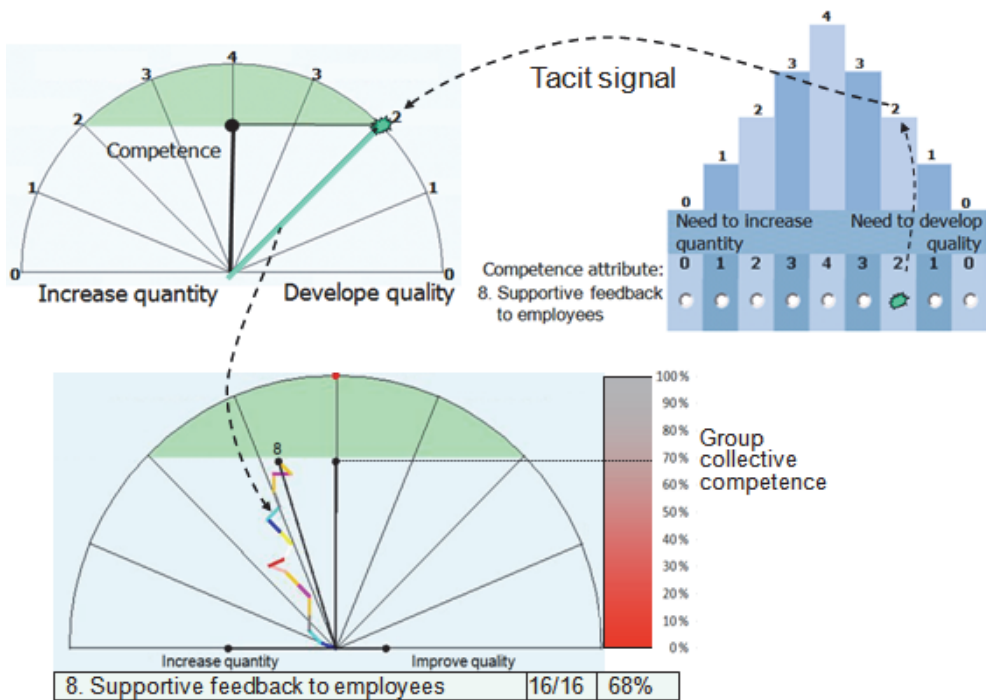 4
3
3
2
2
Competence
1
1
0
0
Increase quantity
Develope quality
Tacit signal
4
3
3
2
2
1
1
0
0
Need to increase
quantity
Need to develop
quality
Competence attribute:
0 1 2 3 4 3 2 1 0
8. Supportive feedback
to employees
8
Increase quantity
Improve quality
100%
90%
80%
70%
60%
50%
40%
30%
20%
10%
0%
Group
collective
competence
8. Supportive feedback to employees 16/16 68%